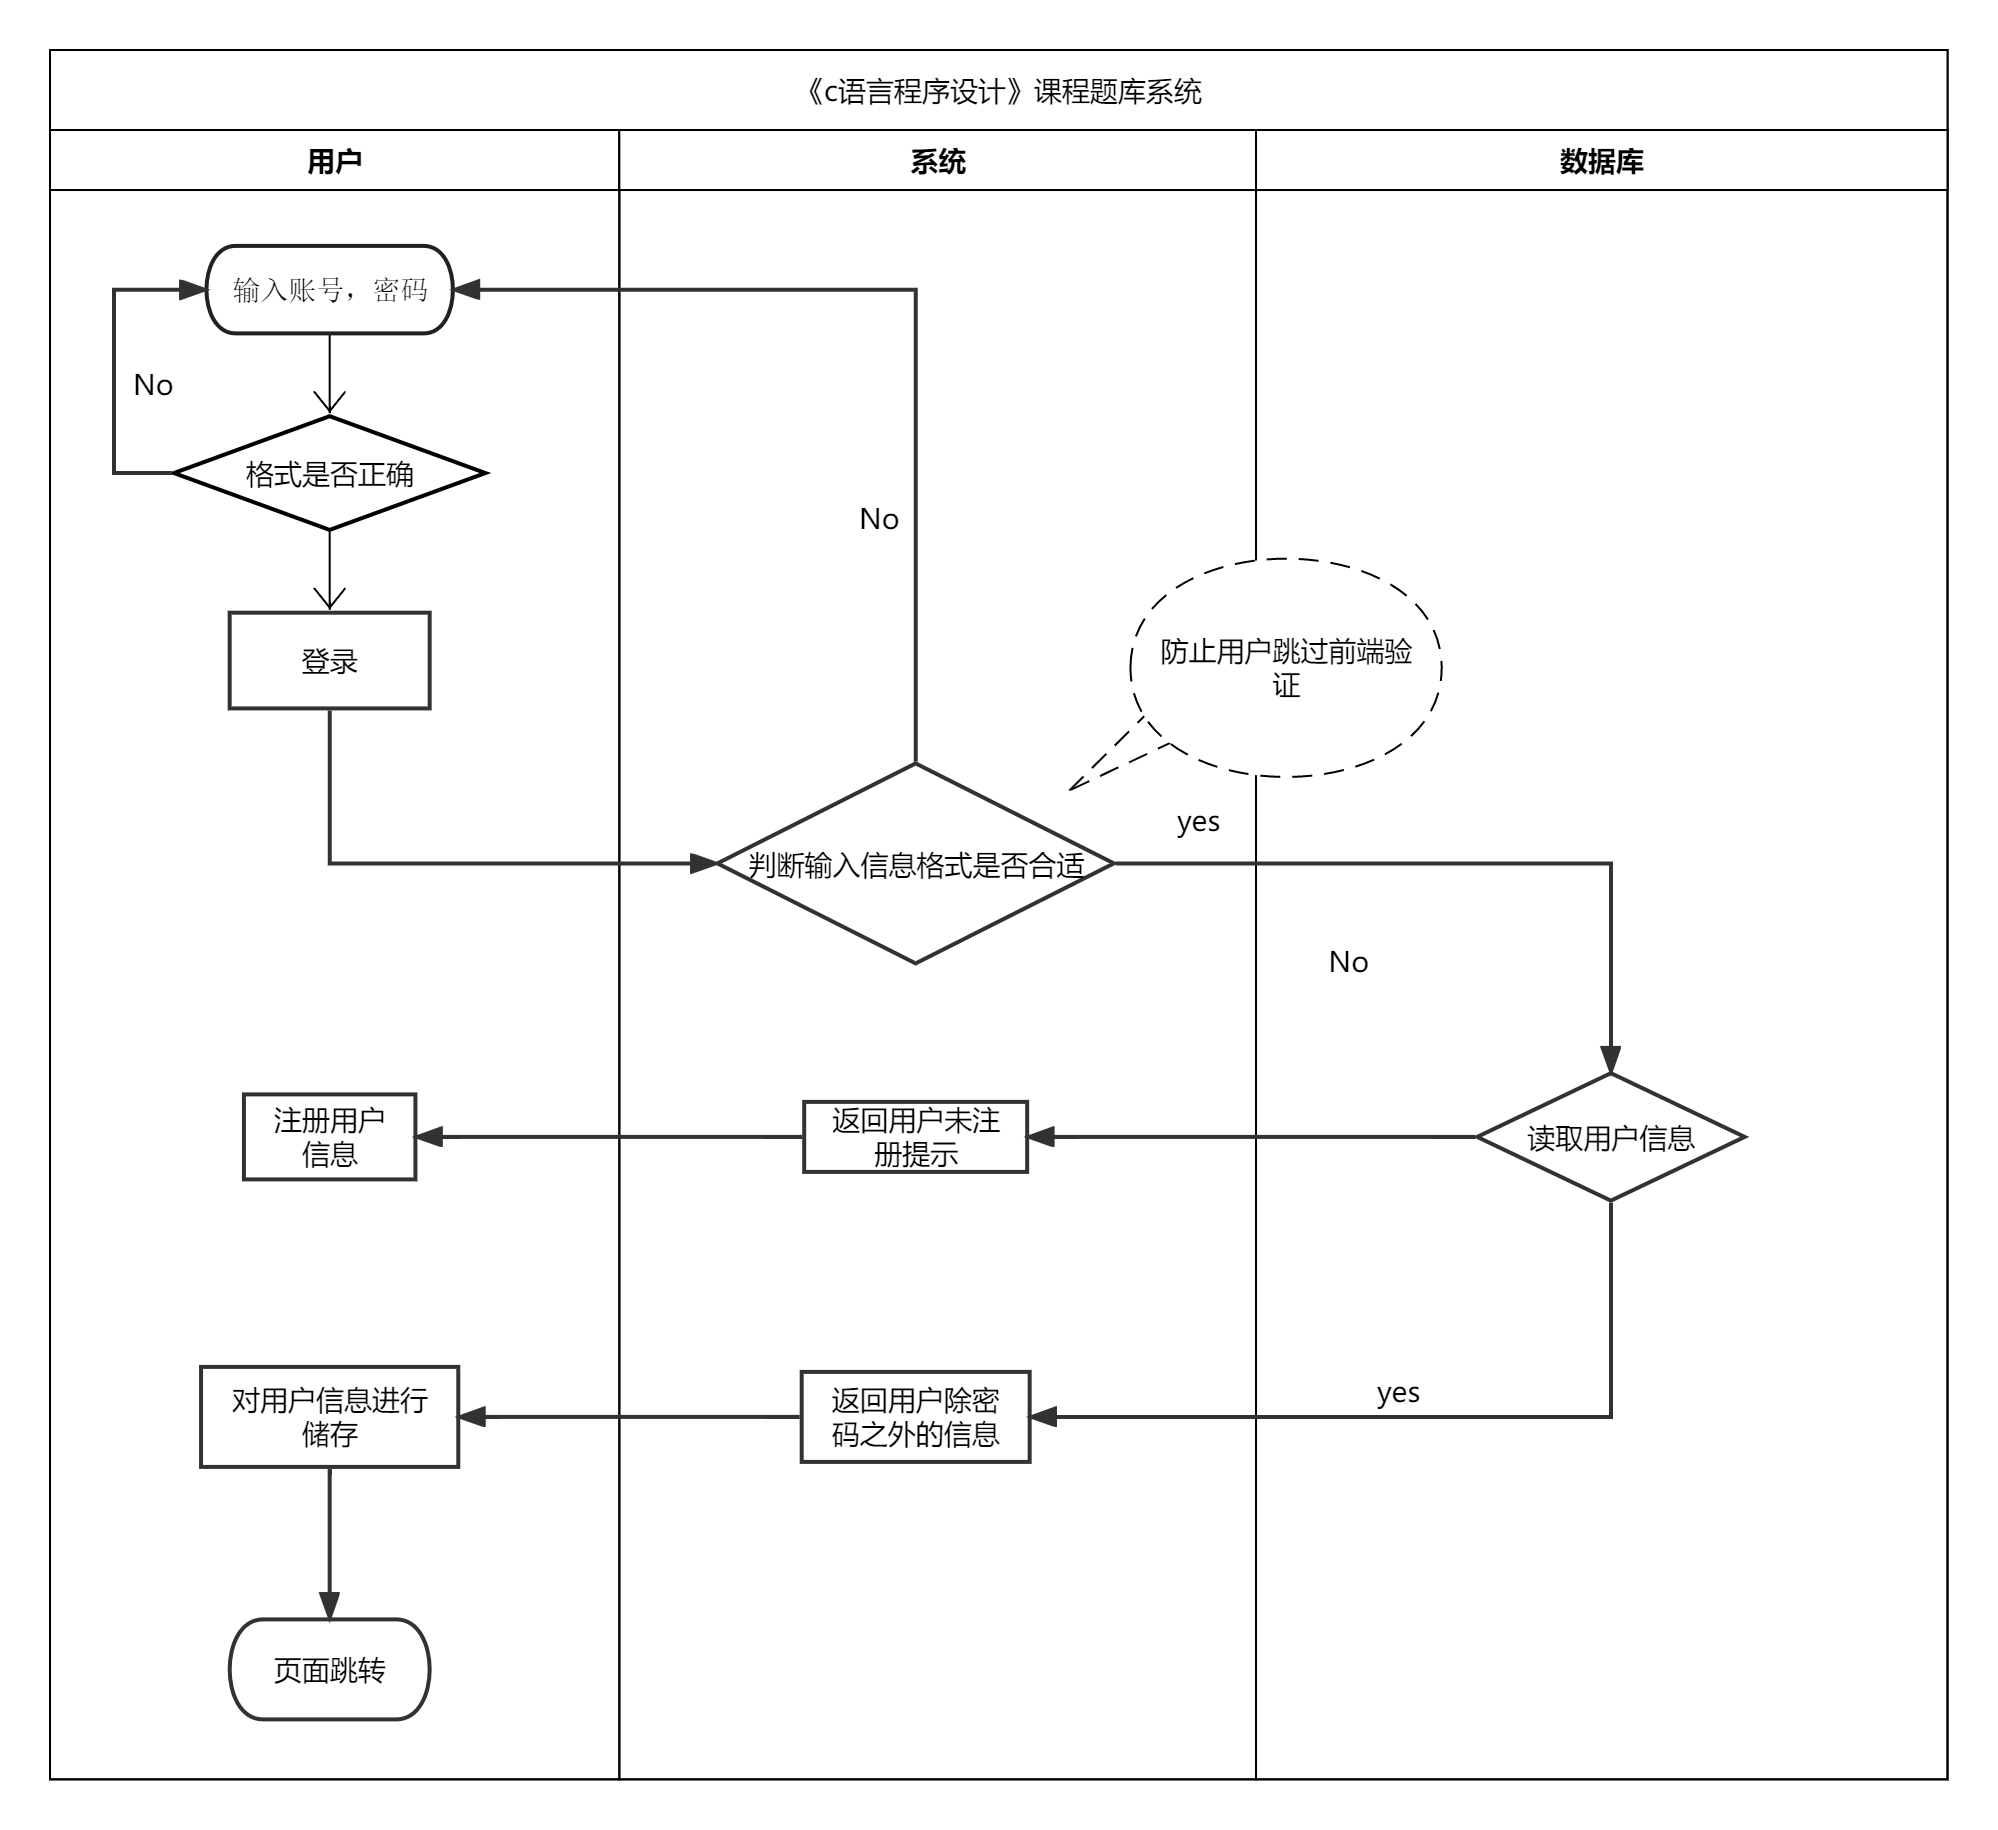 《c语言程序设计》课程题库系统
用户
系统
数据库
输入账号，密码
No
格式是否正确
No
登录
防止用户跳过前端验
证
yes
判断输入信息格式是否合适
No
注册用户
信息
返回用户未注
册提示
读取用户信息
对用户信息进行
储存
返回用户除密
码之外的信息
yes
页面跳转